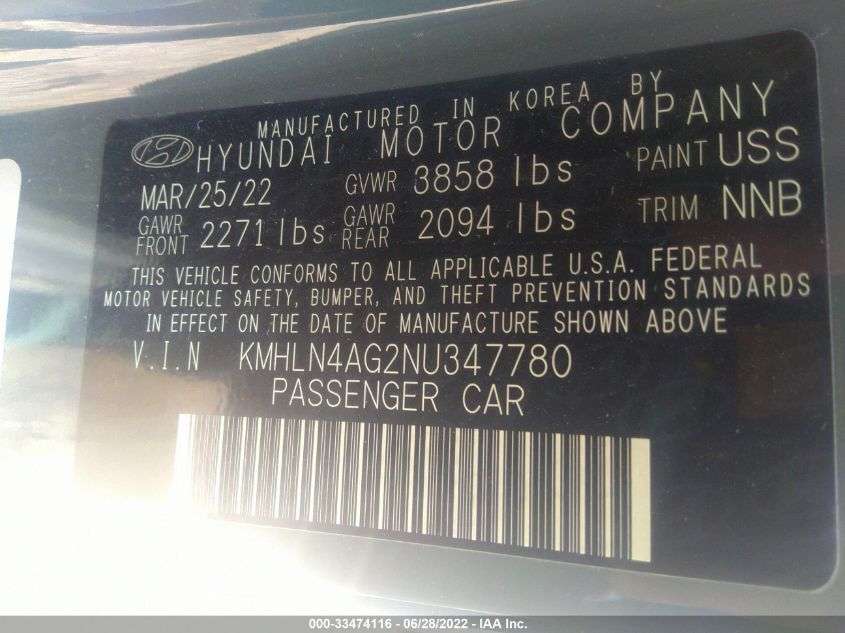 MANUFACTURED IN KOREA BY
HYUNDAI MOTOR COMPANY
MAR/25/22 GVWR 3858 lbs PAINT USS
GAWR FRONT 2271 lbs GAWR REAR 2094 lbs TRIM NNB
THIS VEHICLE CONFORMS TO ALL APPLICABLE U.S.A. FEDERAL
MOTOR VEHICLE SAFETY, BUMPER, AND THEFT PREVENTION STANDARDS
IN EFFECT ON THE DATE OF MANUFACTURE SHOWN ABOVE
V.I.N KMHLN4AG2NU347780
PASSENGER CAR
000-33474116 - 06/28/2022 - IAA Inc.